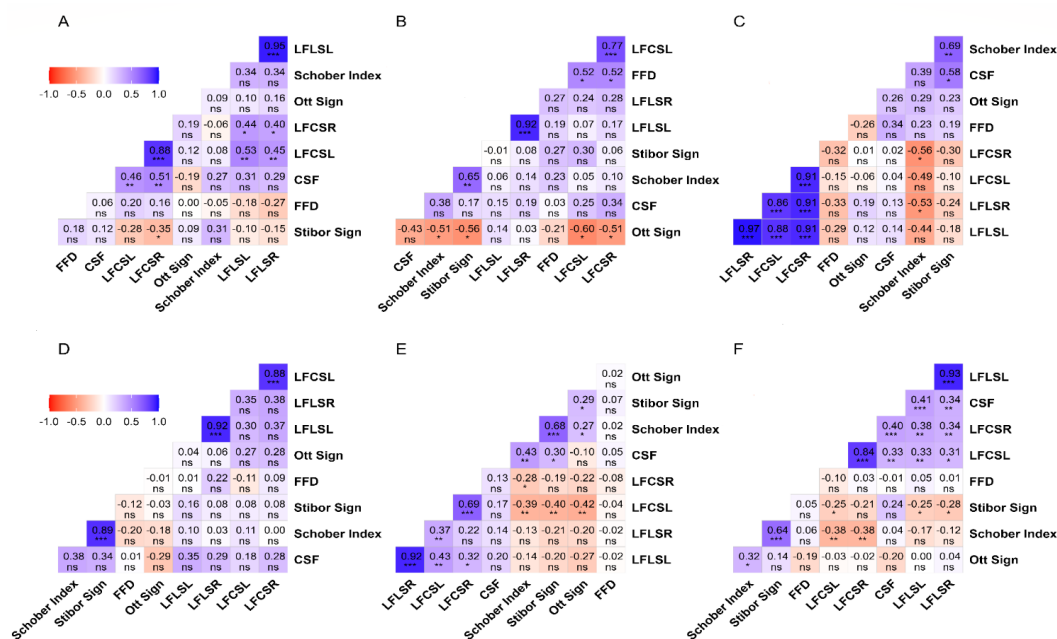 A
0.95 LFLSL
***
0.34 0.34 Schober Index
ns ns
-1.0 -0.5 0.0 0.5 1.0
0.09 0.10 0.16 Ott Sign
ns ns ns
0.19 -0.06 0.44 0.40 LFCSR
ns ns * *
0.88 0.12 0.08 0.53 0.45 LFCSL
*** ns ns ** **
0.46 0.51 -0.19 0.27 0.31 0.29 CSF
** ** ns ns ns ns
0.06 0.20 0.16 0.00 -0.05 -0.18 -0.27 FFD
ns ns ns ns ns ns ns
0.18 0.12 -0.28 -0.35 0.09 0.31 -0.10 -0.15 Stibor Sign
ns ns ns * ns ns ns ns
FFD CSF LFCSL LFCSR Ott Sign Schober Index LFLSL LFLSR
B
0.77 LFCSL
***
0.52 0.52 FFD
* *
0.27 0.24 0.28 LFLSR
ns ns ns
0.92 0.19 0.07 0.17 LFLSL
*** ns ns ns
-0.01 0.08 0.27 0.30 0.06 Stibor Sign
ns ns ns ns ns
0.65 0.06 0.14 0.23 0.05 0.10 Schober Index
** ns ns ns ns ns
0.38 0.17 0.15 0.19 0.03 0.25 0.34 CSF
ns ns ns ns ns ns ns
-0.43 -0.51 -0.56 0.14 0.03 -0.21 -0.60 -0.51 Ott Sign
ns * * ns ns ns * *
CSF Schober Index Stibor Sign LFLSL LFLSR FFD LFCSL LFCSR
C
0.69 Schober Index
**
0.39 0.58 CSF
ns *
0.26 0.29 0.23 Ott Sign
ns ns ns
-0.26 0.34 0.23 0.19 FFD
ns ns ns ns
-0.32 0.01 0.02 -0.56 -0.30 LFCSR
ns ns ns * ns
0.91 -0.15 -0.06 0.04 -0.49 -0.10 LFCSL
*** ns ns ns ns ns
0.86 0.91 -0.33 0.19 0.13 -0.53 -0.24 LFLSR
*** *** ns ns ns * ns
0.97 0.88 0.91 -0.29 0.12 0.14 -0.44 -0.18 LFLSL
*** *** *** ns ns ns ns ns
LFLSR LFCSL LFCSR FFD Ott Sign CSF Schober Index Stibor Sign
D
0.88 LFCSL
***
-1.0 -0.5 0.0 0.5 1.0
0.35 0.38 LFLSR
ns ns
0.92 0.30 0.37 LFLSL
*** ns ns
0.04 0.06 0.27 0.28 Ott Sign
ns ns ns ns
-0.01 0.01 0.22 -0.11 0.09 FFD
ns ns ns ns ns
-0.12 -0.03 0.16 0.08 0.08 0.08 Stibor Sign
ns ns ns ns ns ns
0.89 -0.20 -0.18 0.10 0.09 0.11 0.00 Schober Index
*** ns ns ns ns ns ns
0.38 0.34 0.01 -0.29 0.35 0.29 0.18 0.28 CSF
ns ns ns ns ns ns ns ns
Schober Index Stibor Sign FFD Ott Sign LFLSL LFLSR LFCSL LFCSR
E
0.02 Ott Sign
ns
0.29 0.07 Stibor Sign
* ns
0.68 0.27 0.02 Schober Index
*** * ns
0.43 0.30 -0.10 0.05 CSF
** * ns ns
0.13 -0.28 -0.19 -0.22 -0.08 LFCSR
ns * ns ns ns
0.69 0.17 -0.39 -0.40 -0.42 -0.04 LFCSL
*** ns ** ** ** ns
0.37 0.22 0.14 -0.13 -0.21 -0.20 -0.02 LFLSR
** ns ns ns ns ns ns
0.92 0.43 0.32 0.20 -0.14 -0.20 -0.27 -0.02 LFLSL
*** ** * ns ns ns ns ns
LFLSR LFCSL LFCSR CSF Schober Index Stibor Sign Ott Sign FFD
F
0.93 LFLSL
***
0.41 0.34 CSF
*** **
0.40 0.38 0.34 LFCSR
*** ** **
0.84 0.33 0.33 0.31 LFCSL
*** ** ** *
-0.10 0.03 -0.01 0.05 0.01 FFD
ns ns ns ns ns
0.05 -0.25 -0.21 0.24 -0.25 -0.28 Stibor Sign
ns * ns ns * *
0.64 0.06 -0.38 -0.38 0.04 -0.17 -0.12 Schober Index
*** ns ** ** ns ns ns
0.32 0.14 -0.19 -0.03 -0.02 -0.20 0.00 0.04 Ott Sign
* ns ns ns ns ns ns ns
Schober Index Stibor Sign FFD LFCSL LFCSR CSF LFLSL LFLSR